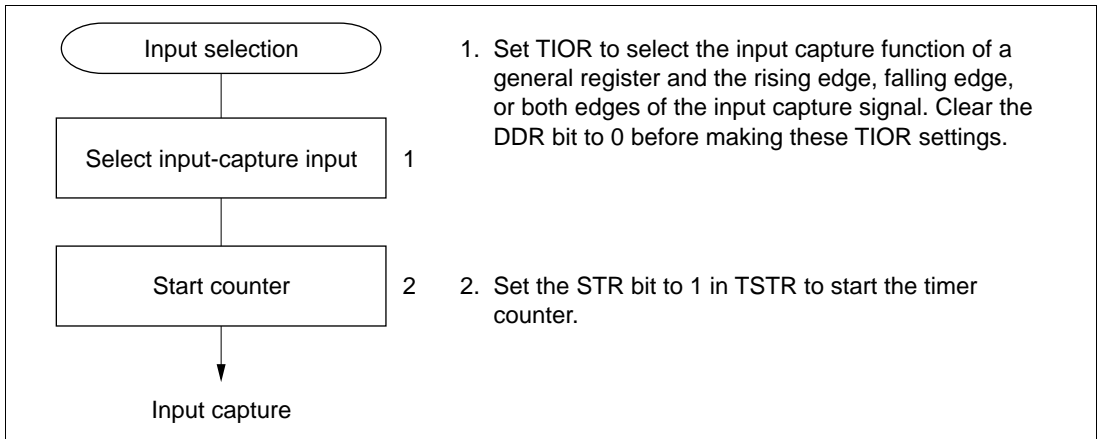 Input selection
1. Set TIOR to select the input capture function of a
general register and the rising edge, falling edge,
or both edges of the input capture signal. Clear the
DDR bit to 0 before making these TIOR settings.
Select input-capture input 1
Start counter 2
2. Set the STR bit to 1 in TSTR to start the timer
counter.
Input capture